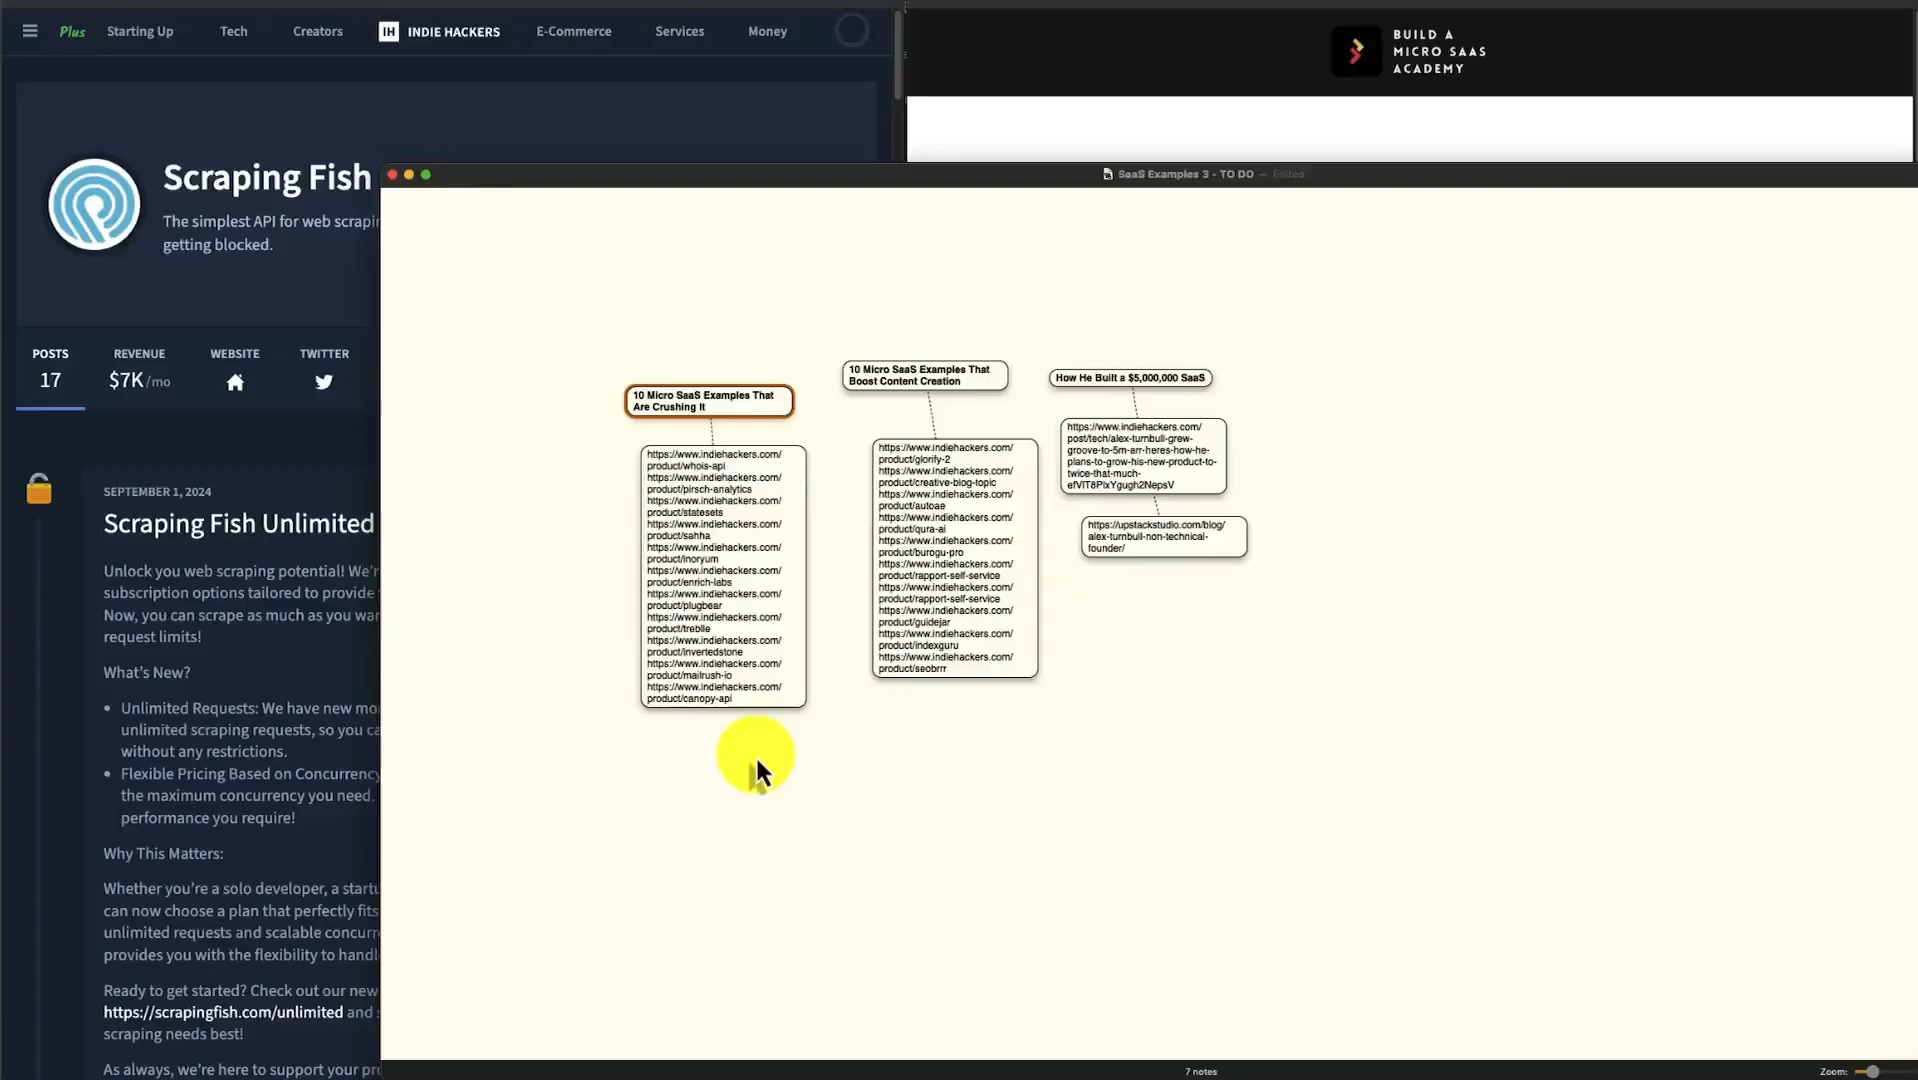 Plus
Starting Up
Tech
Creators
IH INDIE HACKERS
E-Commerce
Services
Money
BUILD A
MICRO SAAS
ACADEMY
Scraping Fish
The simplest API for web
getting blocked.
POSTS
17
REVENUE
$7K /mo
WEBSITE
TWITTER
SEPTEMBER 1, 2024
Scraping Fish Unlimited
Unlock you web scraping potential! We'r
subscription options tailored to provide
Now, you can scrape as much as you
request limits!
What's New?
• Unlimited Requests: We have new
unlimited scraping requests, so you
without any restrictions.
• Flexible Pricing Based on Concurrency
the maximum concurrency you need.
performance you require!
Why This Matters:
Whether you're a solo developer, a
can now choose a plan that perfectly fits
unlimited requests and scalable
provides you with the flexibility to
Ready to get started? Check out our new
https://scrapingfish.com/unlimited and
scraping needs best!
As always, we're here to support your
SaaS Examples 3 - TO DO — Edited
10 Micro SaaS Examples That
Are Crushing It
https://www.indiehackers.com/
product/whois-api
https://www.indiehackers.com/
product/pirsch-analytics
https://www.indiehackers.com/
product/statesets
https://www.indiehackers.com/
product/sahha
https://www.indiehackers.com/
product/inoryum
https://www.indiehackers.com/
product/enrich-labs
https://www.indiehackers.com/
product/plugbear
https://www.indiehackers.com/
product/treblle
https://www.indiehackers.com/
product/invertedstone
https://www.indiehackers.com/
product/mailrush-io
https://www.indiehackers.com/
product/canopy-api
10 Micro SaaS Examples That
Boost Content Creation
https://www.indiehackers.com/
product/glorify-2
https://www.indiehackers.com/
product/creative-blog-topic
https://www.indiehackers.com/
product/autoae
https://www.indiehackers.com/
product/qura-ai
https://www.indiehackers.com/
product/burogu-pro
https://www.indiehackers.com/
product/rapport-self-service
https://www.indiehackers.com/
product/rapport-self-service
https://www.indiehackers.com/
product/guidejar
https://www.indiehackers.com/
product/indexguru
https://www.indiehackers.com/
product/seobrrr
How He Built a $5,000,000 SaaS
https://www.indiehackers.com/
post/tech/alex-turnbull-grew-
groove-to-5m-arr-heres-how-he-
plans-to-grow-his-new-product-to-
twice-that-much-
https://upstackstudio.com/blog/
alex-turnbull-non-technical-
founder/
7 notes
Zoom: